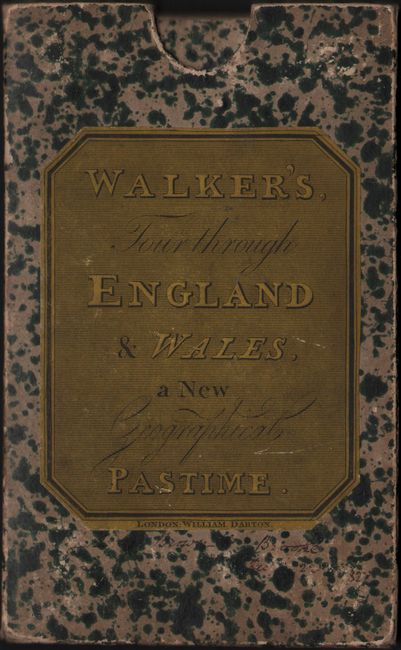 WALKER'S,
Tour through
ENGLAND
& WALES,
a New
Geographical
PASTIME.
LONDON: WILLIAM DARTON.